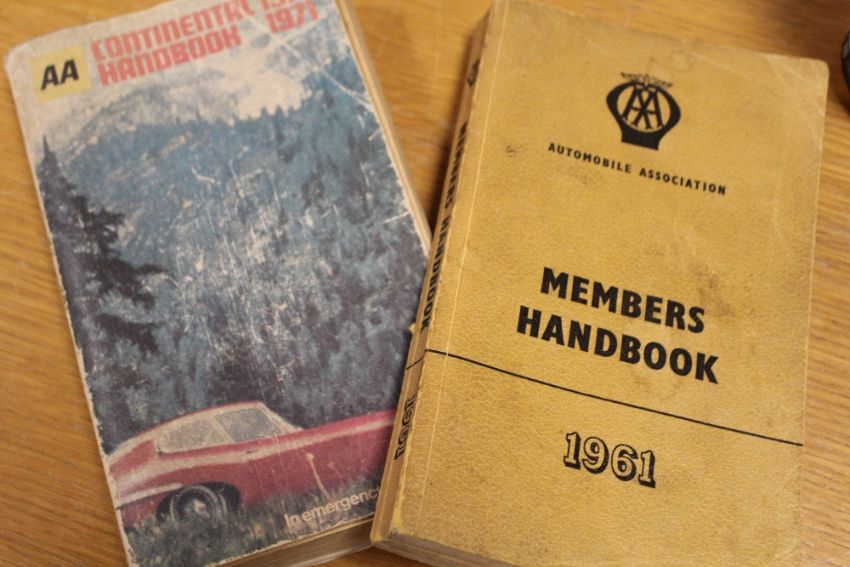 AA
CONTINENTAL
HANDBOOK 1971
In emergenc
AA
AUTOMOBILE ASSOCIATION
MEMBERS
HANDBOOK
1961
MEMBERS HANDBOOK
1961